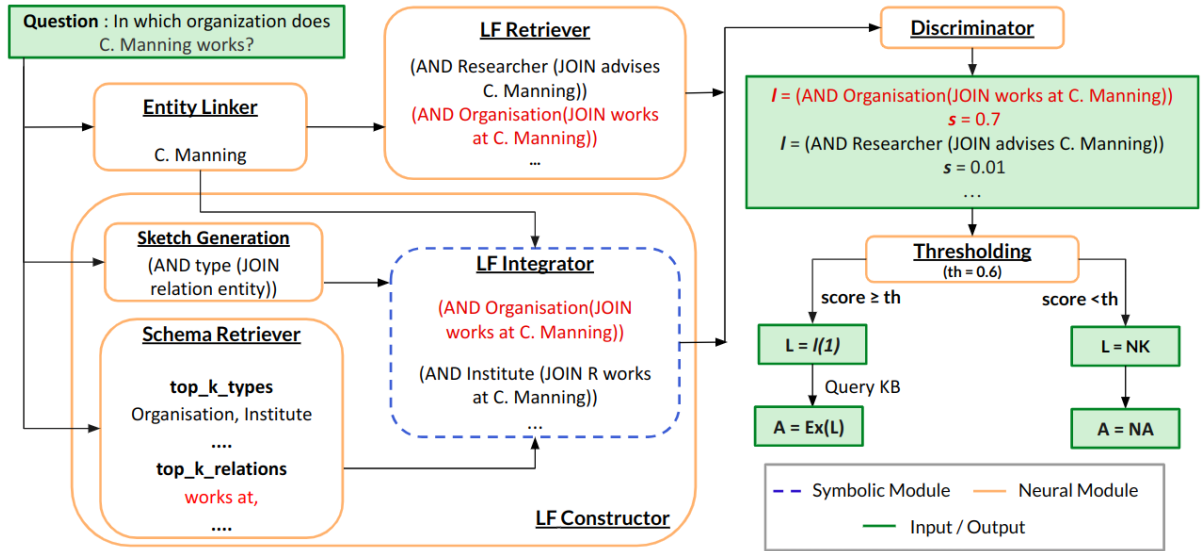 Question : In which organization does
C. Manning works?
Entity Linker
C. Manning
LF Retriever
(AND Researcher (JOIN advises
C. Manning))
(AND Organisation(JOIN works
at C. Manning))
...
Sketch Generation
(AND type (JOIN
relation entity))
Schema Retriever
top_k_types
Organisation, Institute
....
top_k_relations
works at,
....
LF Integrator
(AND Organisation(JOIN
works at C. Manning))
(AND Institute (JOIN R works
at C. Manning))
...
LF Constructor
Discriminator
l = (AND Organisation(JOIN works at C. Manning))
s = 0.7
l = (AND Researcher (JOIN advises C. Manning))
s = 0.01
...
Thresholding
(th = 0.6)
score ≥ th
score <th
L = l(1)
L = NK
Query KB
A = Ex(L)
A = NA
Symbolic Module
Neural Module
Input / Output